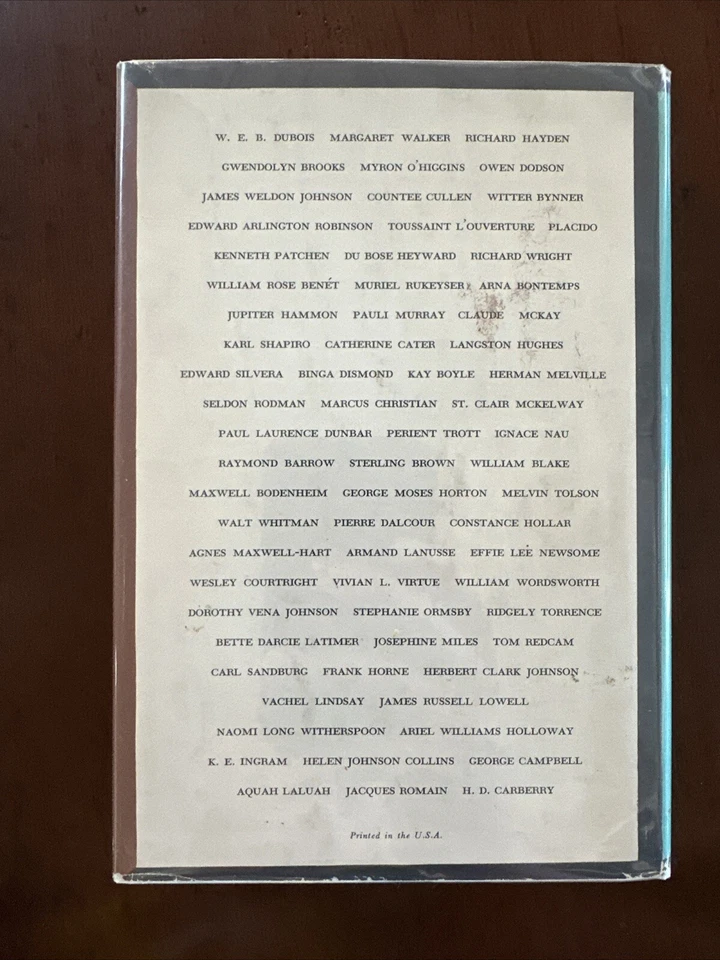 W. E. B. DUBOIS MARGARET WALKER RICHARD HAYDEN
GWENDOLYN BROOKS MYRON O'HIGGINS OWEN DODSON
JAMES WELDON JOHNSON COUNTEE CULLEN WITTER BYNNER
EDWARD ARLINGTON ROBINSON TOUSSAINT L'OUVERTURE PLACIDO
KENNETH PATCHEN DU BOSE HEYWARD RICHARD WRIGHT
WILLIAM ROSE BENÉT MURIEL RUKEYSER ARNA BONTEMPS
JUPITER HAMMON PAULI MURRAY CLAUDE MCKAY
KARL SHAPIRO CATHERINE CATER LANGSTON HUGHES
EDWARD SILVERA BINGA DISMOND KAY BOYLE HERMAN MELVILLE
SELDON RODMAN MARCUS CHRISTIAN ST. CLAIR MCKELWAY
PAUL LAURENCE DUNBAR PERIENT TROTT IGNACE NAU
RAYMOND BARROW STERLING BROWN WILLIAM BLAKE
MAXWELL BODENHEIM GEORGE MOSES HORTON MELVIN TOLSON
WALT WHITMAN PIERRE DALCOUR CONSTANCE HOLLAR
AGNES MAXWELL-HART ARMAND LANUSSE EFFIE LEE NEWSOME
WESLEY COURTRIGHT VIVIAN L. VIRTUE WILLIAM WORDSWORTH
DOROTHY VENA JOHNSON STEPHANIE ORMSBY RIDGELY TORRENCE
BETTE DARCIE LATIMER JOSEPHINE MILES TOM REDCAM
CARL SANDBURG FRANK HORNE HERBERT CLARK JOHNSON
VACHEL LINDSAY JAMES RUSSELL LOWELL
NAOMI LONG WITHERSPOON ARIEL WILLIAMS HOLLOWAY
K. E. INGRAM HELEN JOHNSON COLLINS GEORGE CAMPBELL
AQUAH LALUAH JACQUES ROMAIN H. D. CARBERRY
Printed in the U.S.A.